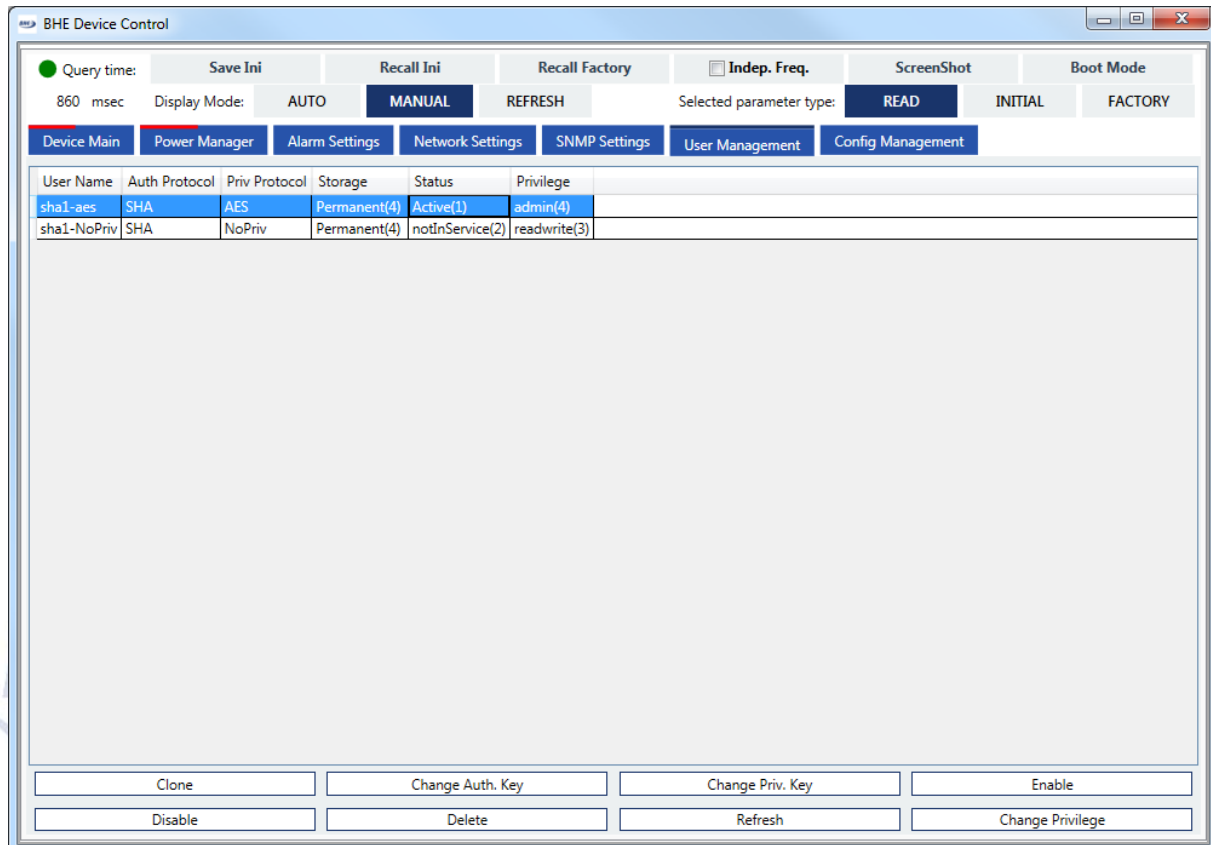 BHE Device Control
Query time: Save Ini Recall Ini Recall Factory Indep. Freq. ScreenShot Boot Mode
860 msec Display Mode: AUTO MANUAL REFRESH Selected parameter type: READ INITIAL FACTORY
Device Main Power Manager Alarm Settings Network Settings SNMP Settings User Management Config Management
User Name Auth Protocol Priv Protocol Storage Status Privilege
sha1-aes SHA AES Permanent(4) Active(1) admin(4)
sha1-NoPriv SHA NoPriv Permanent(4) notInService(2) readwrite(3)
Clone Change Auth. Key Change Priv. Key Enable
Disable Delete Refresh Change Privilege